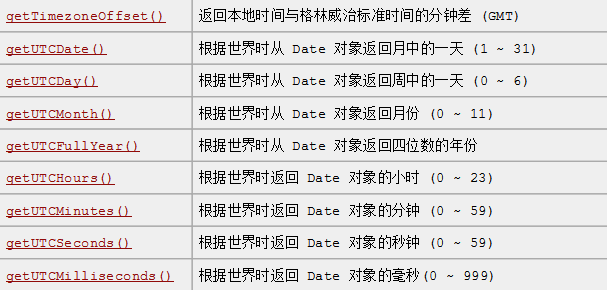 getTimezoneOffset() 返回本地时间与格林威治标准时间的分钟差 (GMT)
getUTCDate() 根据世界时从 Date 对象返回月中的一天 (1 ~ 31)
getUTCDay() 根据世界时从 Date 对象返回周中的一天 (0 ~ 6)
getUTCMonth() 根据世界时从 Date 对象返回月份 (0 ~ 11)
getUTCFullYear() 根据世界时从 Date 对象返回四位数的年份
getUTCHours() 根据世界时返回 Date 对象的小时 (0 ~ 23)
getUTCMinutes() 根据世界时返回 Date 对象的分钟 (0 ~ 59)
getUTCSeconds() 根据世界时返回 Date 对象的秒钟 (0 ~ 59)
getUTCMilliseconds() 根据世界时返回 Date 对象的毫秒(0 ~ 999)